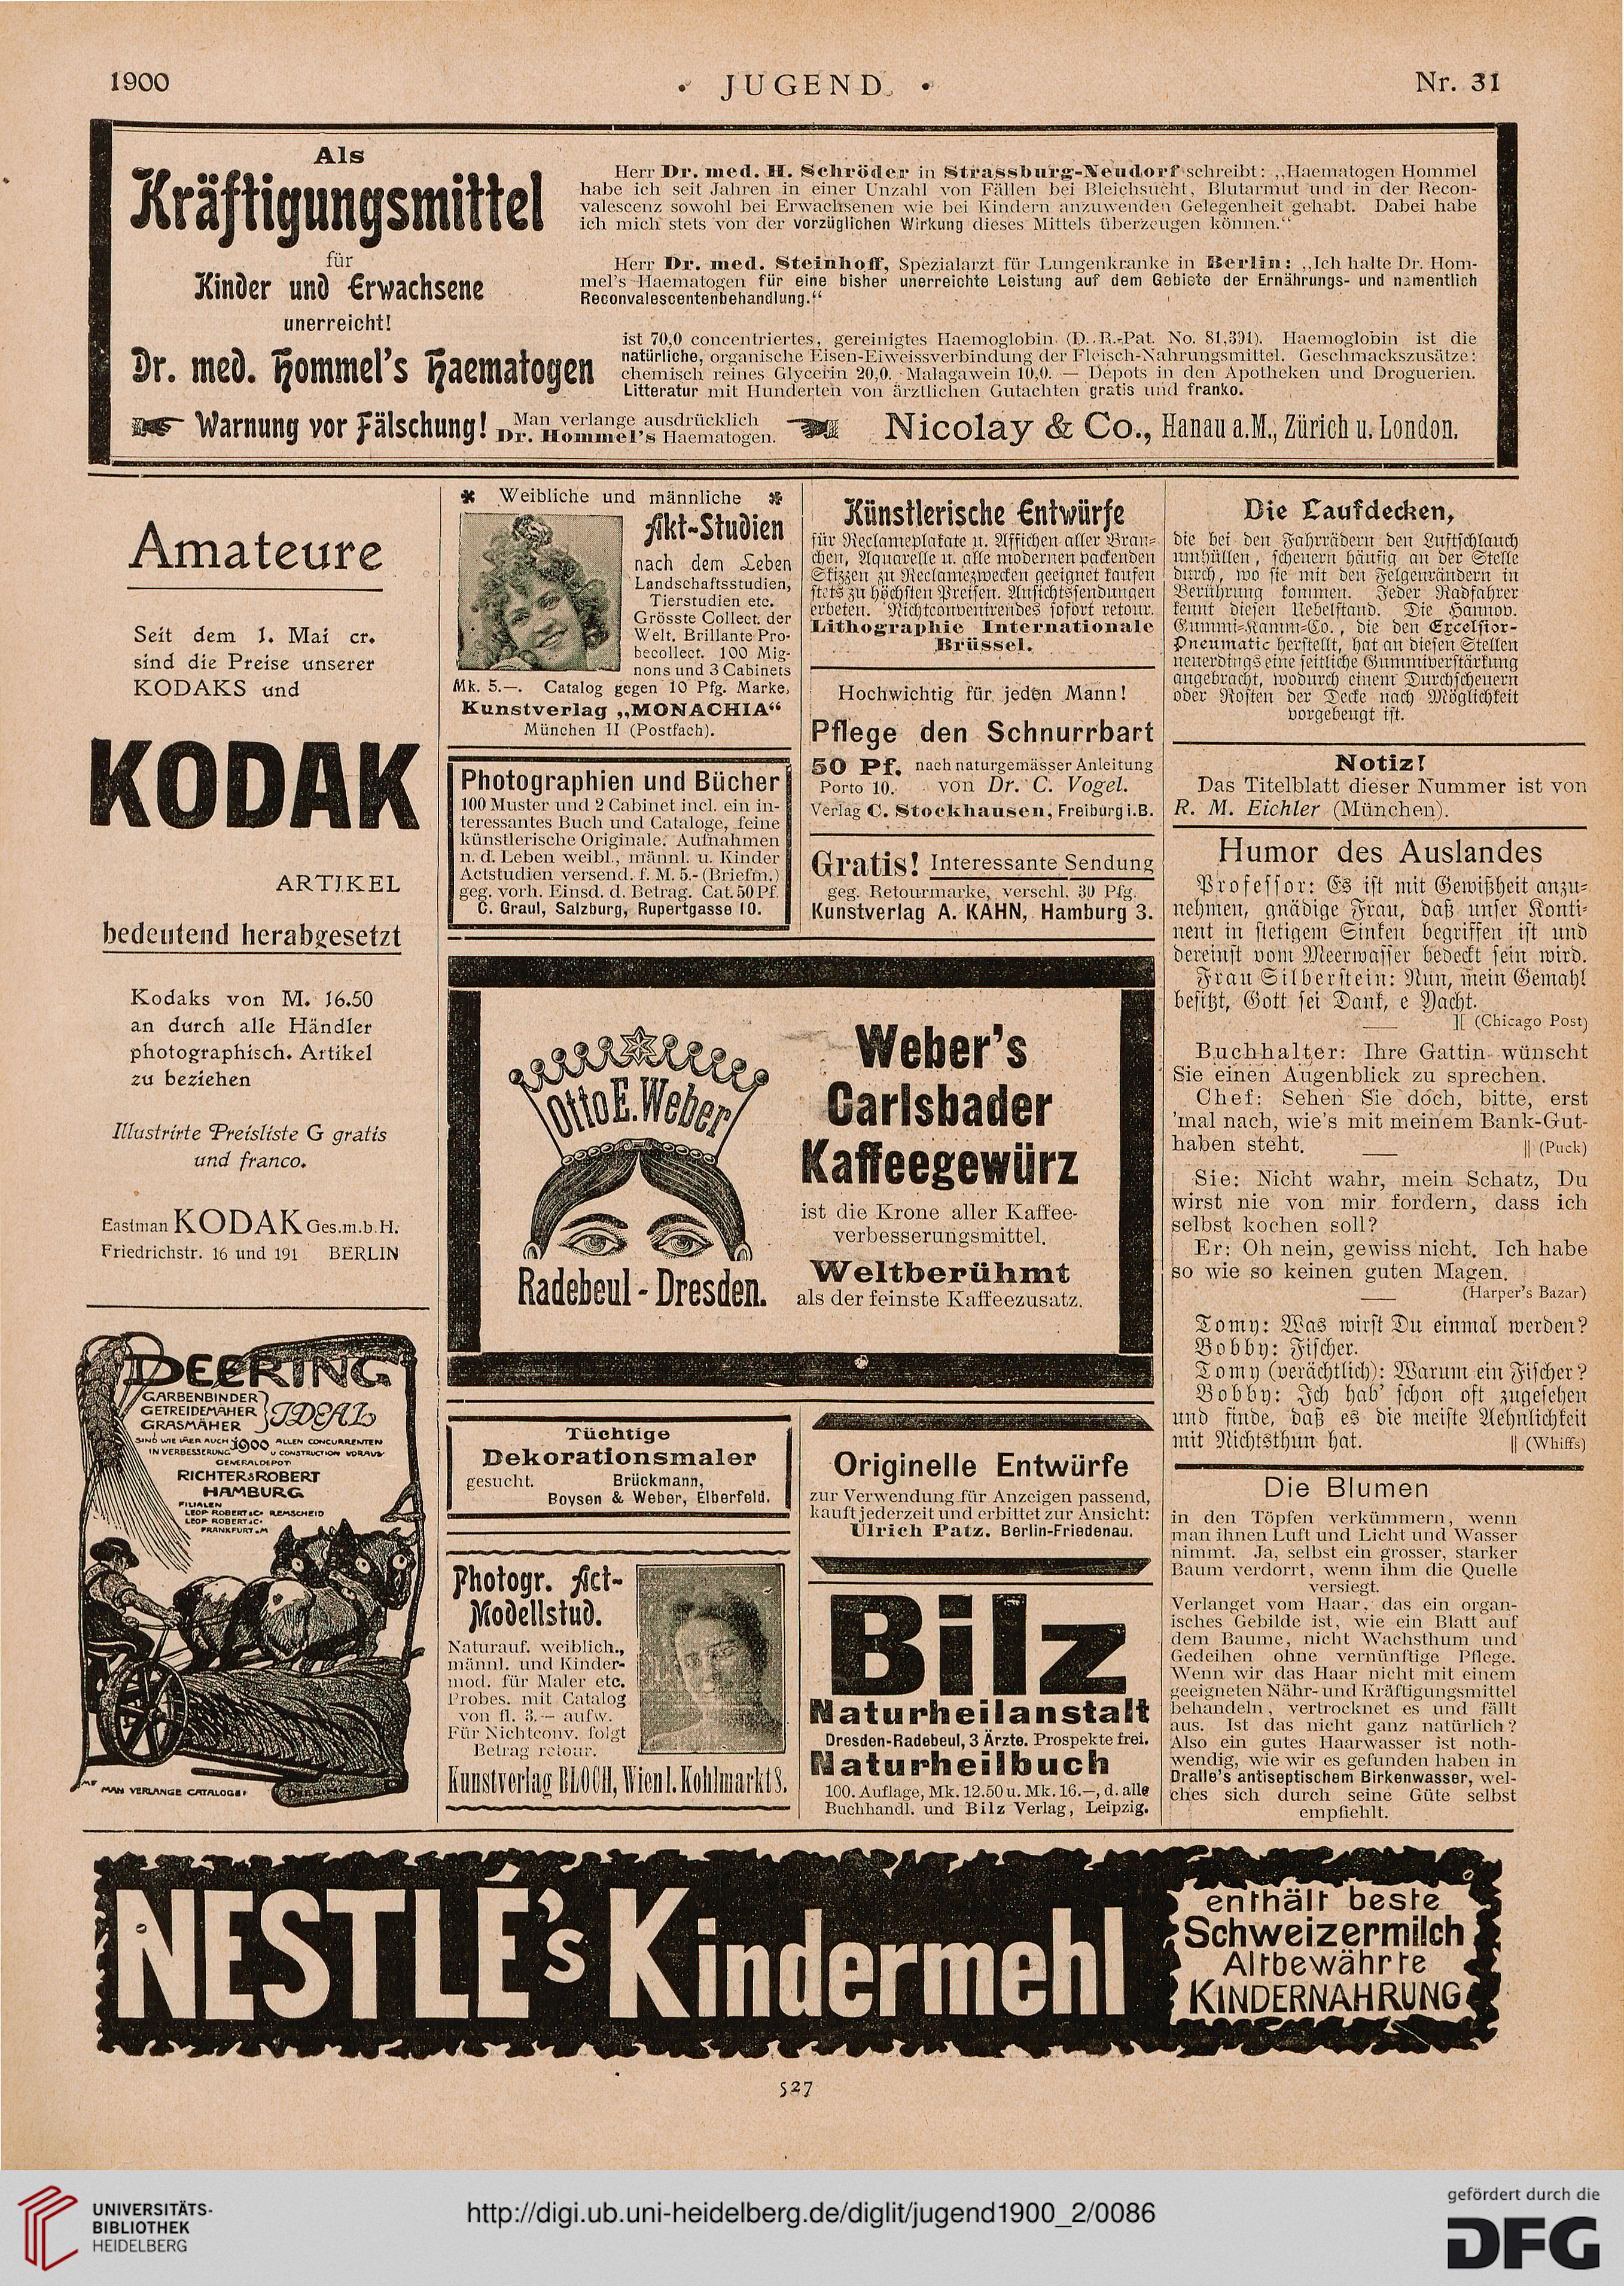 1900
• JUGEND •
Nr. 31
Als
Kräftigungsmittel
für
Kinder und Erwachsene
unerreicht!
Dr. med. Hommel's Haematogen
Herr Dr. med. H. Schröder in Strassburg-Neudorf schreibt: „Haematogen Hommel
habe ich seit Jahren in einer Unzahl von Fällen bei Bleichsucht, Blutarmut und in der Recon-
valescenz sowohl bei Erwachsenen wie bei Kindern anzuwenden Gelegenheit gehabt. Dabei habe
ich mich stets von der vorzüglichen Wirkung dieses Mittels überzeugen können.“
Herr Dr. med. Steinhoff, Spezialarzt für Lungenkranke in Berlin: „Ich halte Dr. Hom-
mel's Haematogen für eine bisher unerreichte Leistung auf dem Gebiete der Ernährungs- und namentlich
Reconvalescentenbehandlung.“
ist 70,0 concentriertes, gereinigtes Haemoglobin (D. R.-Pat. No. 81,391). Haemoglobin ist die
natürliche, organische Eisen-Eiweissverbindung der Fleisch-Nahrungsmittel. Geschmackszusätze:
chemisch reines Glycerin 20,0. Malagawein 10,0. — Depots in den Apotheken und Droguerien.
Litteratur mit Hunderten von ärztlichen Gutachten gratis und franko.
Warnung vor Fälschung!
Man verlange ausdrücklich
Dr. Hommel's Haematogen.
Nicolay & Co., Hanau a.M., Zürich u. London.
Amateure
Seit dem 1. Mai cr.
sind die Preise unserer
KODAKS und
KODAK
ARTIKEL
bedeutend herabgesetzt
Kodaks von M. 16.50
an durch alle Händler
photographisch. Artikel
zu beziehen
Illustrirte Preisliste G gratis
und franco.
Eastman KODAK Ges.m.b.H.
Friedrichstr. 16 und 191 BERLIN
DEERING
GARBENBINDER
GETREIDEMÄHER
GRASMÄHER
IDEAL
SIND WIE IMER AUCH 1900 ALLEN CONCURRENTEN
IN VERBESSERUNG U CONSTRUCTION VORAUS
GENERALDEPOT
RICHTER & ROBERT
HAMBURG
FILIALEN
LEOP ROBERT & C° REMSCHEID
LEOP ROBERT & C°
FRANKFURT a M
MAN VERLANGE CATALOGE!
Weibliche und männliche
Akt-Studien
nach dem Leben
Landschaftsstudien,
Tierstudien etc.
Grösste Collect. der
Welt. Brillante Pro-
becollect. 100 Mig-
nons und 3 Cabinets
Mk. 5.—. Catalog gegen 10 Pfg. Marke,
Kunstverlag „MONACHIA“
München II (Postfach).
Photographien und Bücher
100 Muster und 2 Cabinet incl. ein in-
teressantes Buch und Cataloge, feine
künstlerische Originale. Aufnahmen
n. d. Leben weibl., männl. u. Kinder
Actstudien versend. f. M. 5.- (Briefm.)
geg. vorh. Einsd. d. Betrag. Cat. 50 Pf.
C. Graul, Salzburg, Rupertgasse 10.
Künstlerische Entwürfe
für Reclameplakate u. Affichen aller Bran-
chen, Aquarelle u. alle modernen packenden
Skizzen zu Reclamezwecken geeignet kaufen
stets zu höchsten Preisen. Ansichtssendungen
erbeten. Nichtconvenirendes sofort retour.
Lithographie Internationale
Brüssel.
Hochwichtig für jeden Mann!
Pflege den Schnurrbart
50 Pf. nach naturgemässer Anleitung
Porto 10. von Dr. C. Vogel.
Verlag C. Stockhausen, Freiburg i.B.
Gratis! Interessante Sendung
geg. Retourmarke, verschl. 30 Pfg.
Kunstverlag A. KAHN, Hamburg 3.
Otto E. Weber
Radebeul - Dresden.
Weber's
Carlsbader
Kaffeegewürz
ist die Krone aller Kaffee-
verbesserungsmittel.
Weltberühmt
als der feinste Kaffeezusatz.
Tüchtige
Dekorationsmaler
gesucht. Brückmann,
Boysen & Weber, Elberfeld.
Photogr. Act-
Modellstud.
Naturauf. weiblich.,
männl. und Kinder-
mod. für Maler etc.
Probes. mit Catalog
von fl. 3.— aufw.
Für Nichtconv. folgt
Betrag retour.
Kunstverlag BLOCH, Wien I. Kohlmarkt 8.
Originelle Entwürfe
zur Verwendung für Anzeigen passend,
kauft jederzeit und erbittet zur Ansicht:
Ulrich Patz. Berlin-Friedenau.
Bilz
Naturheilanstalt
Dresden-Radebeul, 3 Ärzte. Prospekte frei.
Naturheilbuch
100. Auflage, Mk. 12.50 u. Mk. 16.—, d. alle
Buchhandl. und Bilz Verlag, Leipzig.
Die Laufdecken,
die bei den Fahrrädern den Luftschlauch
umhüllen, scheuern häufig an der Stelle
durch, wo sie mit den Felgenrändern in
Berührung kommen. Jeder Radfahrer
kennt diesen Uebelstand. Die Hannov.
Gummi-Kamm-Co., die den Excelsior-
Pneumatic herstellt, hat an diesen Stellen
neuerdings eine seitliche Gummiverstärkung
angebracht, wodurch einem Durchscheuern
oder Rosten der Decke nach Möglichkeit
vorgebeugt ist.
Notiz!
Das Titelblatt dieser Nummer ist von
R. M. Eichler (München).
Humor des Auslandes
Professor: Es ist mit Gewißheit anzu-
nehmen, gnädige Frau, daß unser Konti-
nent in stetigem Sinken begriffen ist und
dereinst vom Meerwasser bedeckt sein wird.
Frau Silberstein: Nun, mein Gemahl
besitzt, Gott sei Dank, e Yacht.
][ (Chicago Post)
Buchhalter: Ihre Gattin wünscht
Sie einen Augenblick zu sprechen.
Chef: Sehen Sie doch, bitte, erst
'mal nach, wie's mit meinem Bank-Gut-
haben steht. || (Puck)
Sie: Nicht wahr, mein Schatz, Du
wirst nie von mir fordern, dass ich
selbst kochen soll?
Er: Oh nein, gewiss nicht. Ich habe
so wie so keinen guten Magen.
(Harper's Bazar)
Tomy: Was wirst Du einmal werden?
Bobby: Fischer.
Tomy (verächtlich): Warum ein Fischer?
Bobby: Ich hab' schon oft zugesehen
und finde, daß es die meiste Aehnlichkeit
mit Nichtsthun hat. || (Whiffs)
Die Blumen
in den Töpfen verkümmern, wenn
man ihnen Luft und Licht und Wasser
nimmt. Ja, selbst ein grosser, starker
Baum verdorrt, wenn ihm die Quelle
versiegt.
Verlanget vom Haar, das ein organ-
isches Gebilde ist, wie ein Blatt auf
dem Baume, nicht Wachsthum und
Gedeihen ohne vernünftige Pflege.
Wenn wir das Haar nicht mit einem
geeigneten Nähr- und Kräftigungsmittel
behandeln, vertrocknet es und fällt
aus. Ist das nicht ganz natürlich?
Also ein gutes Haarwasser ist noth-
wendig, wie wir es gefunden haben in
Dralle's antiseptischem Birkenwasser, wel-
ches sich durch seine Güte selbst
empfiehlt.
NESTLÉ's Kindermehl
enthält beste
Schweizermilch
Altbewährte
KINDERNAHRUNG
527
UNIVERSITÄTS-
BIBLIOTHEK
HEIDELBERG
http://digi.ub.uni-heidelberg.de/diglit/jugend1900_2/0086
gefördert durch die
DFG